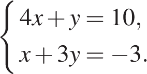 4x + y = 10,
x + 3y = −3.